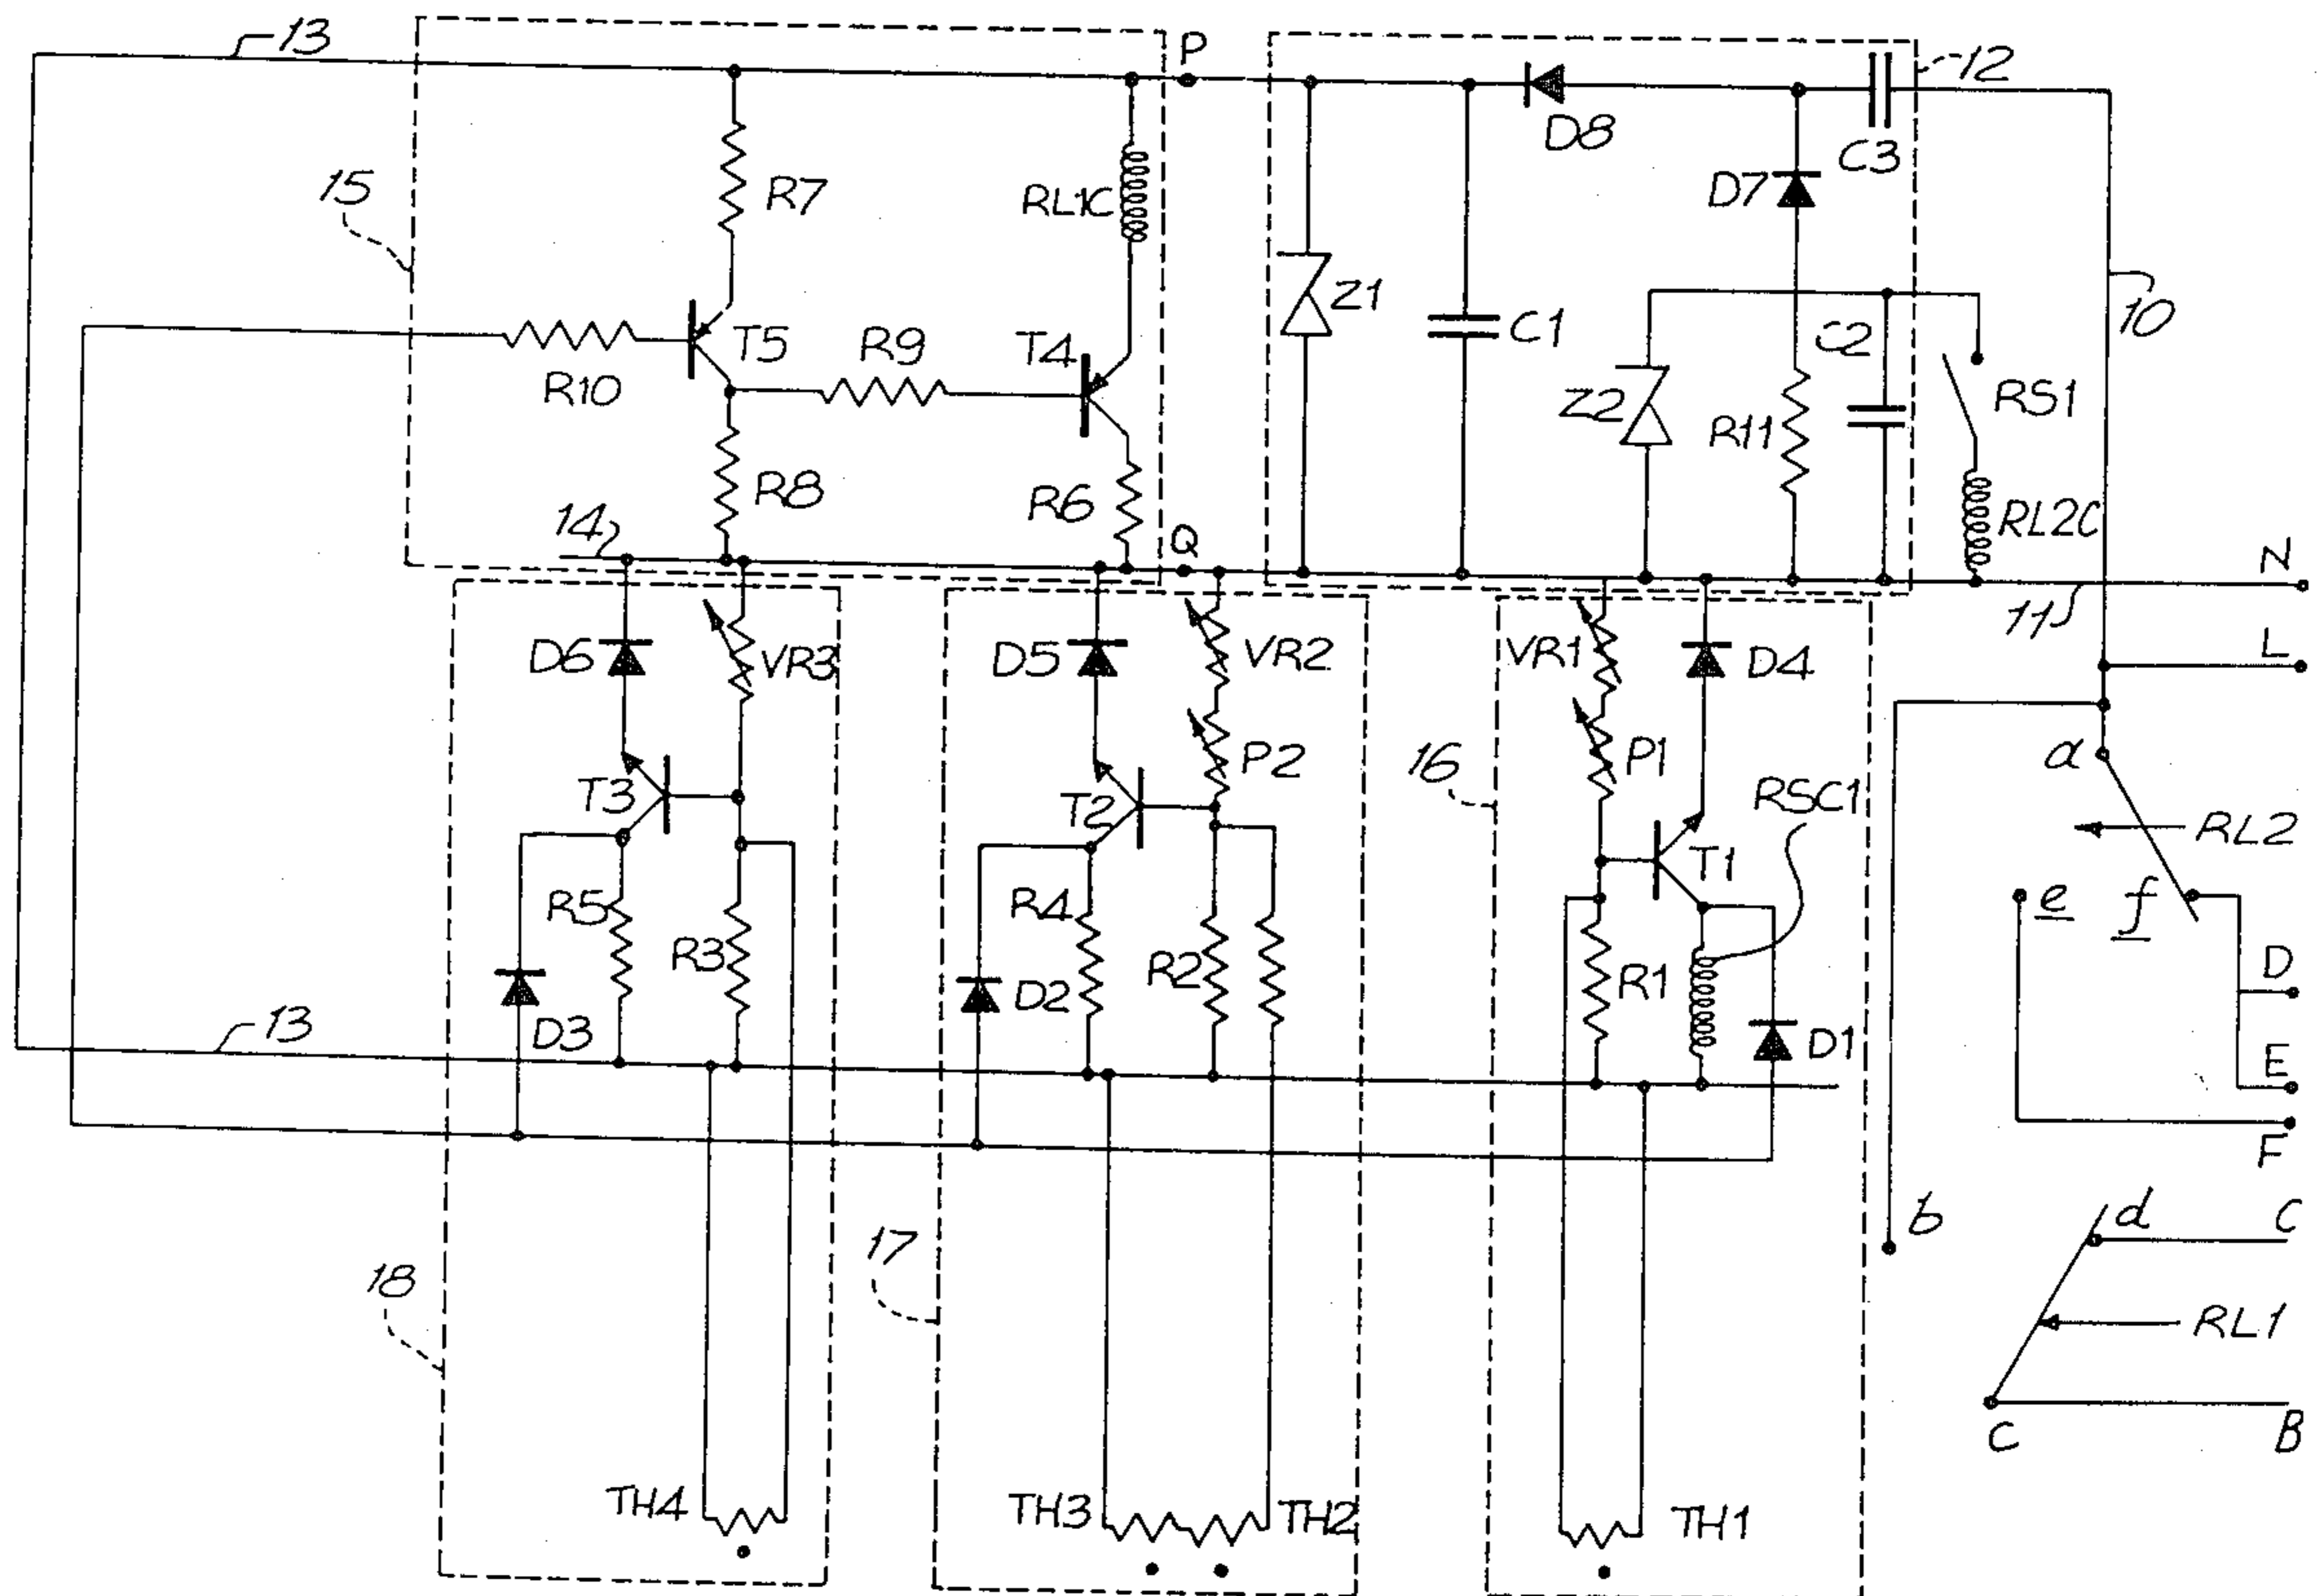 13
P
12
D8
C3
15
R7
RL1C
D7
Z1
C1
C2
10
T5
R9
T4
R10
Z2
R11
RS1
R8
R6
RL2C
14
Q
N
11
L
D6
VR3
D5
VR2
VR1
D4
a
T3
T2
P2
16
P1
RSC1
T1
RL2
R5
R3
R4
e
f
D2
R2
R1
D
D3
13
D1
E
F
17
b
d
C
18
RL1
c
B
TH4
TH3
TH2
TH1